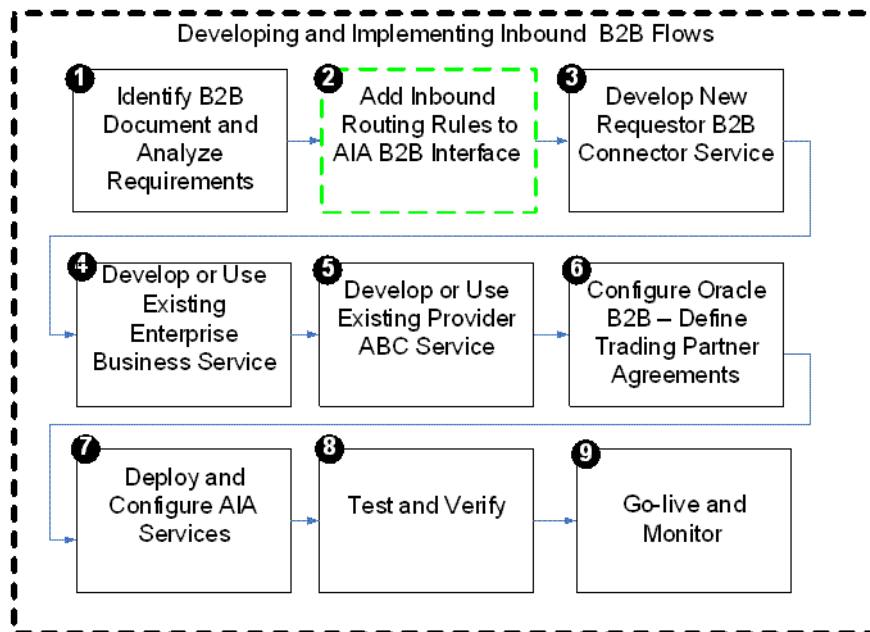 Developing and Implementing Inbound B2B Flows
1
Identify B2B
Document and
Analyze
Requirements
2
Add Inbound
Routing Rules to
AIA B2B Interface
3
Develop New
Requestor B2B
Connector Service
4
Develop or Use
Existing
Enterprise
Business Service
5
Develop or Use
Existing Provider
ABC Service
6
Configure Oracle
B2B – Define
Trading Partner
Agreements
7
Deploy and
Configure AIA
Services
8
Test and Verify
9
Go-live and
Monitor